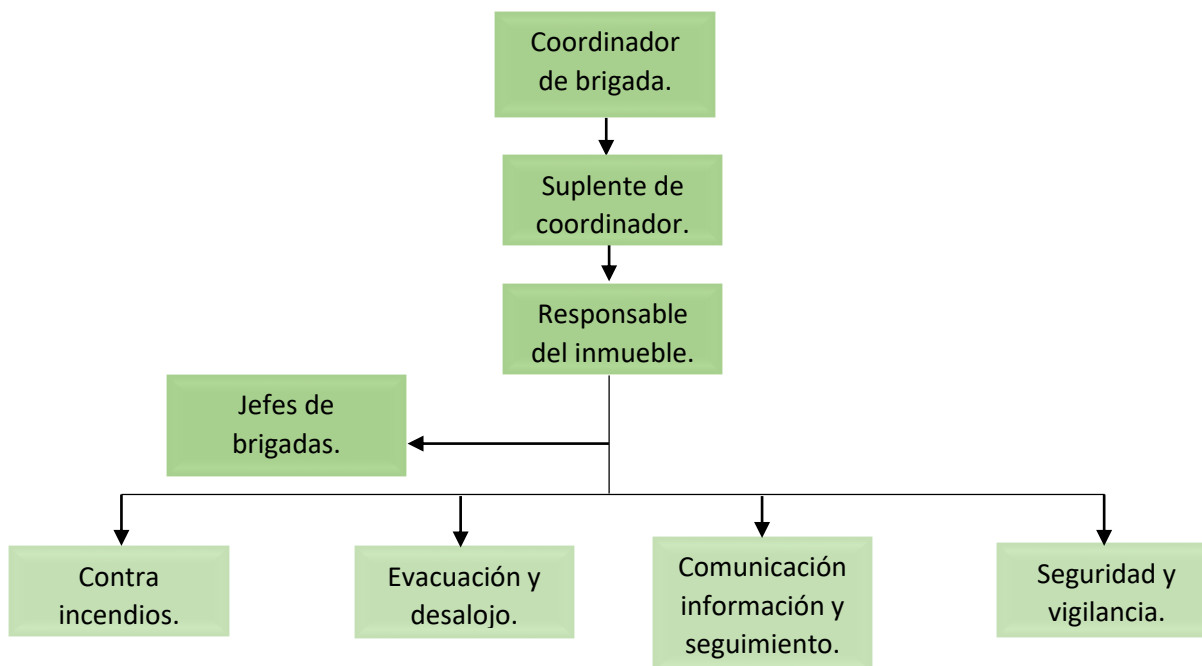 Coordinador
de brigada.
Suplente de
coordinador.
Responsable
del inmueble.
Jefes de
brigadas.
Contra
incendios.
Evacuación y
desalojo.
Comunicación
información y
seguimiento.
Seguridad y
vigilancia.